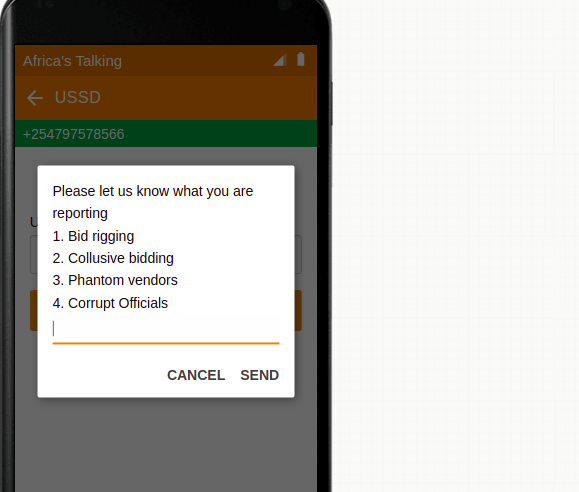 Africa's Talking
USSD
+254797578566
Please let us know what you are
reporting
1. Bid rigging
2. Collusive bidding
3. Phantom vendors
4. Corrupt Officials
CANCEL SEND